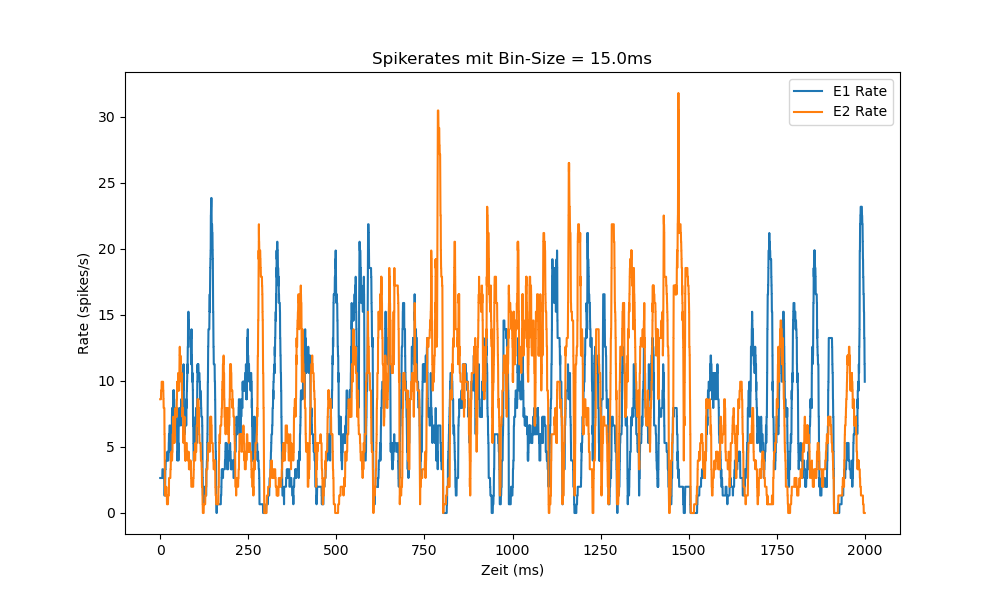 Spikerates mit Bin-Size = 15.0ms
E1 Rate
E2 Rate
Rate (spikes/s)
30
25
20
15
10
5
0
0 250 500 750 1000 1250 1500 1750 2000
Zeit (ms)